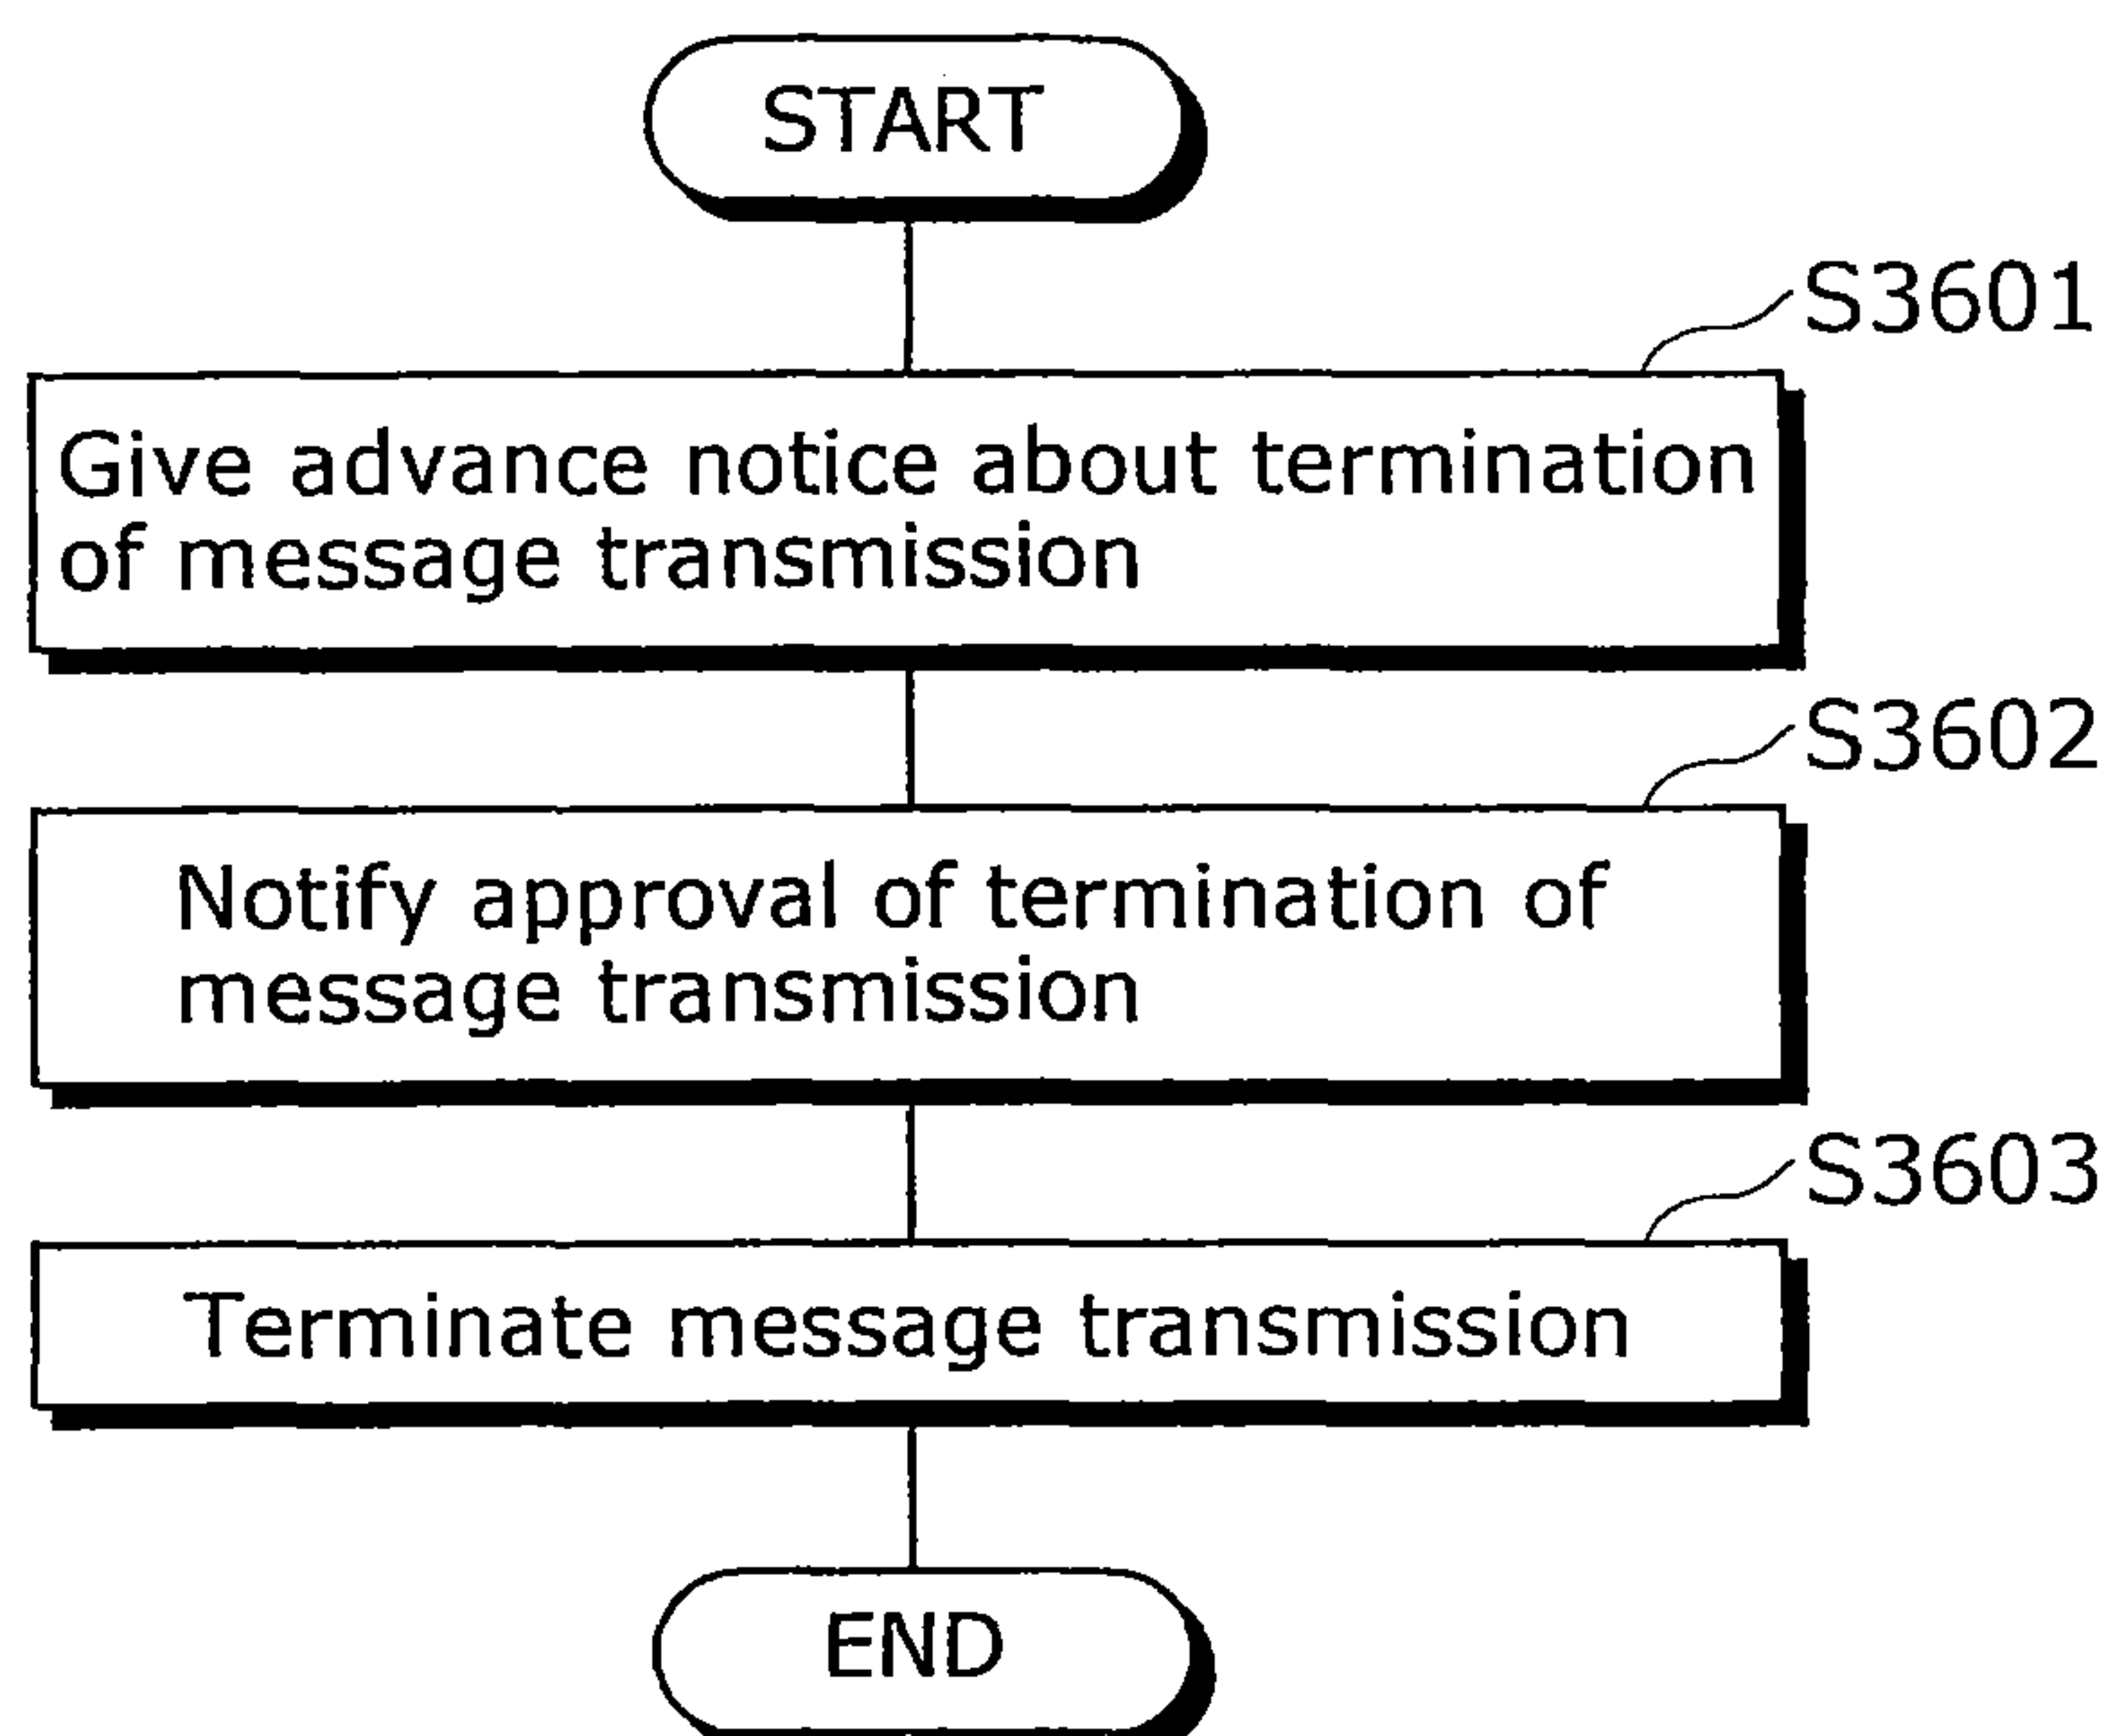 START
S3601
Give advance notice about termination
of message transmission
S3602
Notify approval of termination of
message transmission
S3603
Terminate message transmission
END